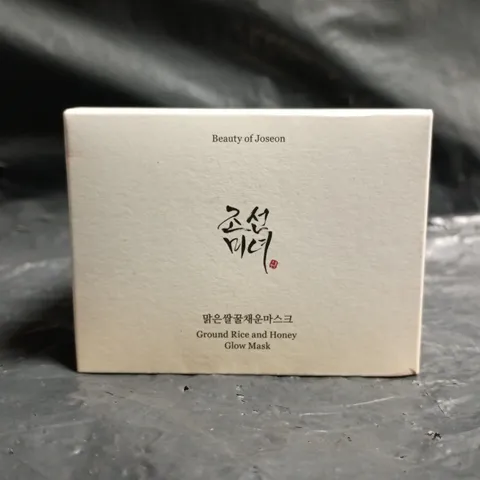 Beauty of Joseon
조선
미녀
맑은쌀꿀채운마스크
Ground Rice and Honey
Glow Mask